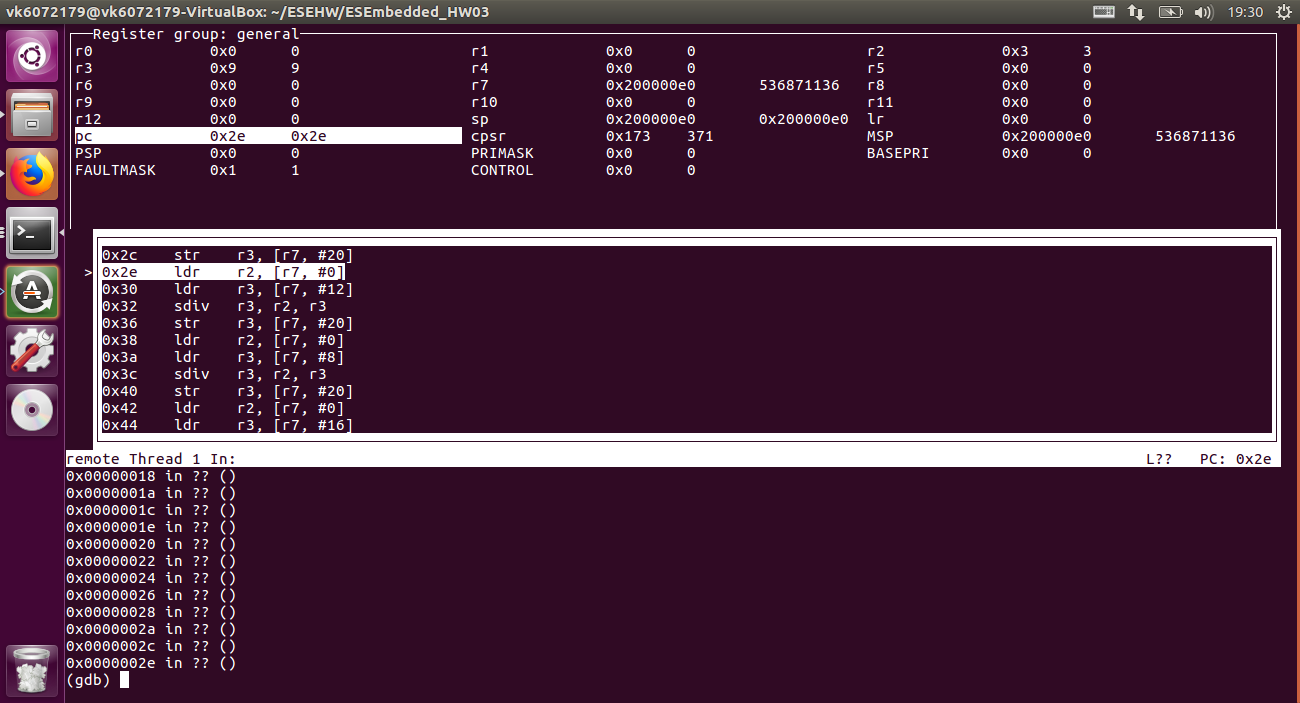 vk6072179@vk6072179-VirtualBox: ~/ESEHW/ESEmbedded_HW03 19:30
Register group: general
r0 0x0 0 r1 0x0 0 r2 0x3 3
r3 0x9 9 r4 0x0 0 r5 0x0 0
r6 0x0 0 r7 0x200000e0 536871136 r8 0x0 0
r9 0x0 0 r10 0x0 0 r11 0x0 0
r12 0x0 0 sp 0x200000e0 0x200000e0 lr 0x0 0
pc 0x2e 0x2e cpsr 0x173 371 MSP 0x200000e0 536871136
PSP 0x0 0 PRIMASK 0x0 0 BASEPRI 0x0 0
FAULTMASK 0x1 1 CONTROL 0x0 0
0x2c str r3, [r7, #20]
>0x2e ldr r2, [r7, #0]
0x30 ldr r3, [r7, #12]
0x32 sdiv r3, r2, r3
0x36 str r3, [r7, #20]
0x38 ldr r2, [r7, #0]
0x3a ldr r3, [r7, #8]
0x3c sdiv r3, r2, r3
0x40 str r3, [r7, #20]
0x42 ldr r2, [r7, #0]
0x44 ldr r3, [r7, #16]
remote Thread 1 In: L?? PC: 0x2e
0x00000018 in ?? ()
0x0000001a in ?? ()
0x0000001c in ?? ()
0x0000001e in ?? ()
0x00000020 in ?? ()
0x00000022 in ?? ()
0x00000024 in ?? ()
0x00000026 in ?? ()
0x00000028 in ?? ()
0x0000002a in ?? ()
0x0000002c in ?? ()
0x0000002e in ?? ()
(gdb)